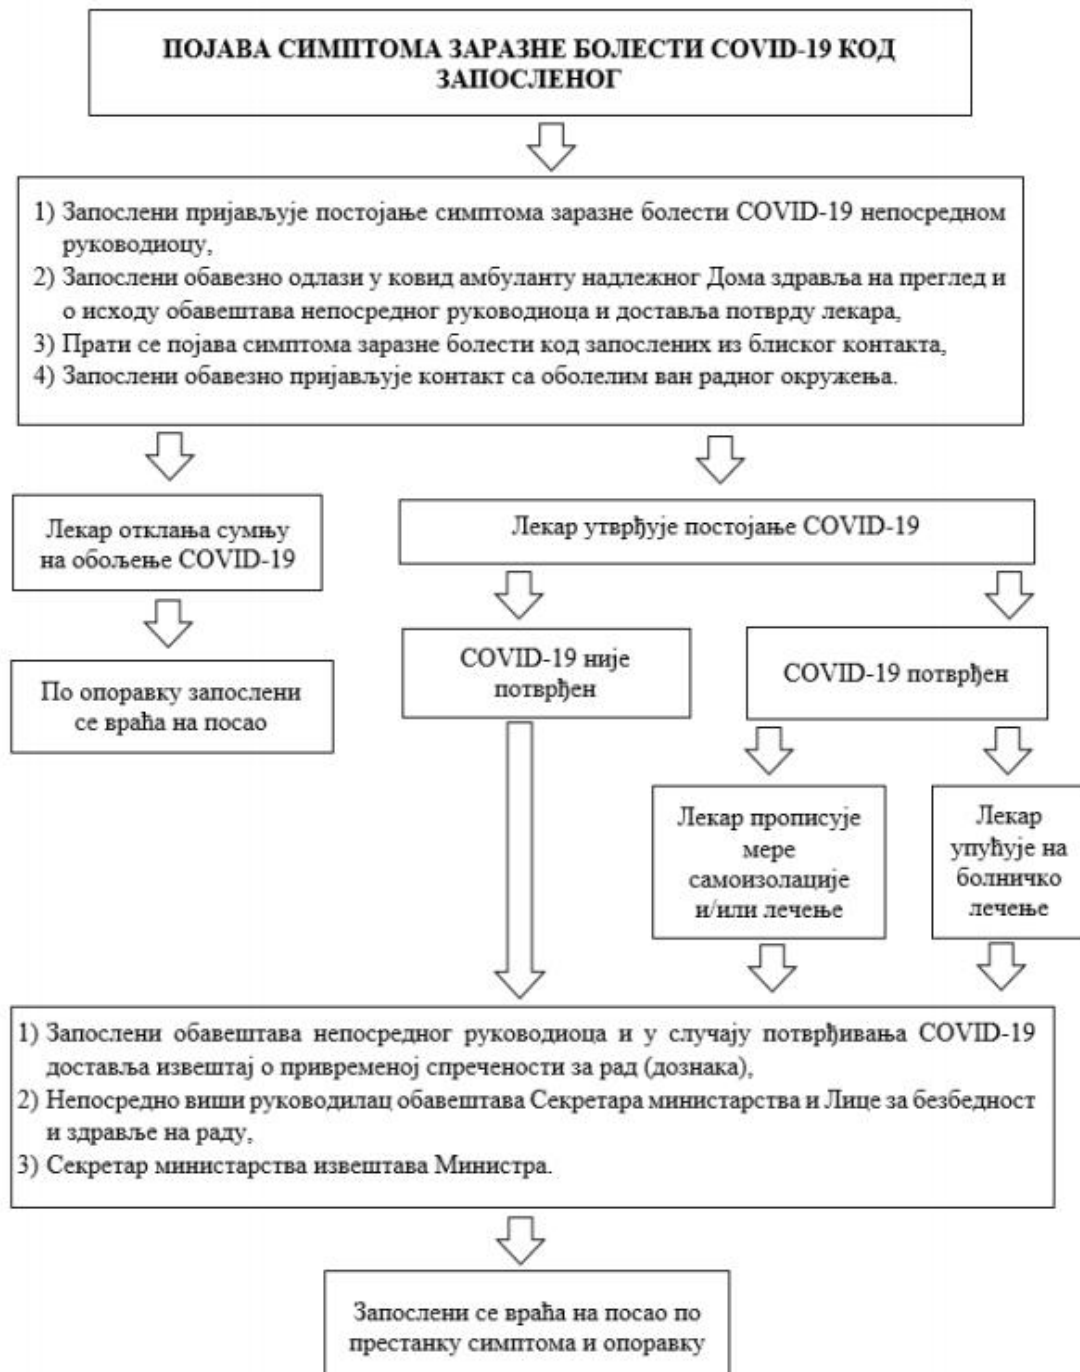 ПОЈАВА СИМПТОМА ЗАРАЗНЕ БОЛЕСТИ COVID-19 КОД
ЗАПОСЛЕНОГ
1) Запослени пријављује постојање симптома заразне болести COVID-19 непосредном
руководиоцу,
2) Запослени обавезно одлази у ковид амбуланту надлежног Дома здравља на преглед и
о исходу обавештава непосредног руководиоца и доставља потврду лекара,
3) Прати се појава симптома заразне болести код запослених из блиског контакта,
4) Запослени обавезно пријављује контакт са оболелим ван радног окружења.
Лекар отклања сумњу
на обољење COVID-19
По опоравку запослени
се враћа на посао
Лекар утврђује постојање COVID-19
COVID-19 није
потврђен
COVID-19 потврђен
Лекар прописује
мере
самоизолације
и/или лечење
Лекар
упућује на
болничко
лечење
1) Запослени обавештава непосредног руководиоца и у случају потврђивања COVID-19
доставља извештај о привременој спречености за рад (дознака),
2) Непосредно виши руководилац обавештава Секретара министарства и Лице за безбедност
и здравље на раду,
3) Секретар министарства извештава Министра.
Запослени се враћа на посао по
престанку симптома и опоравку